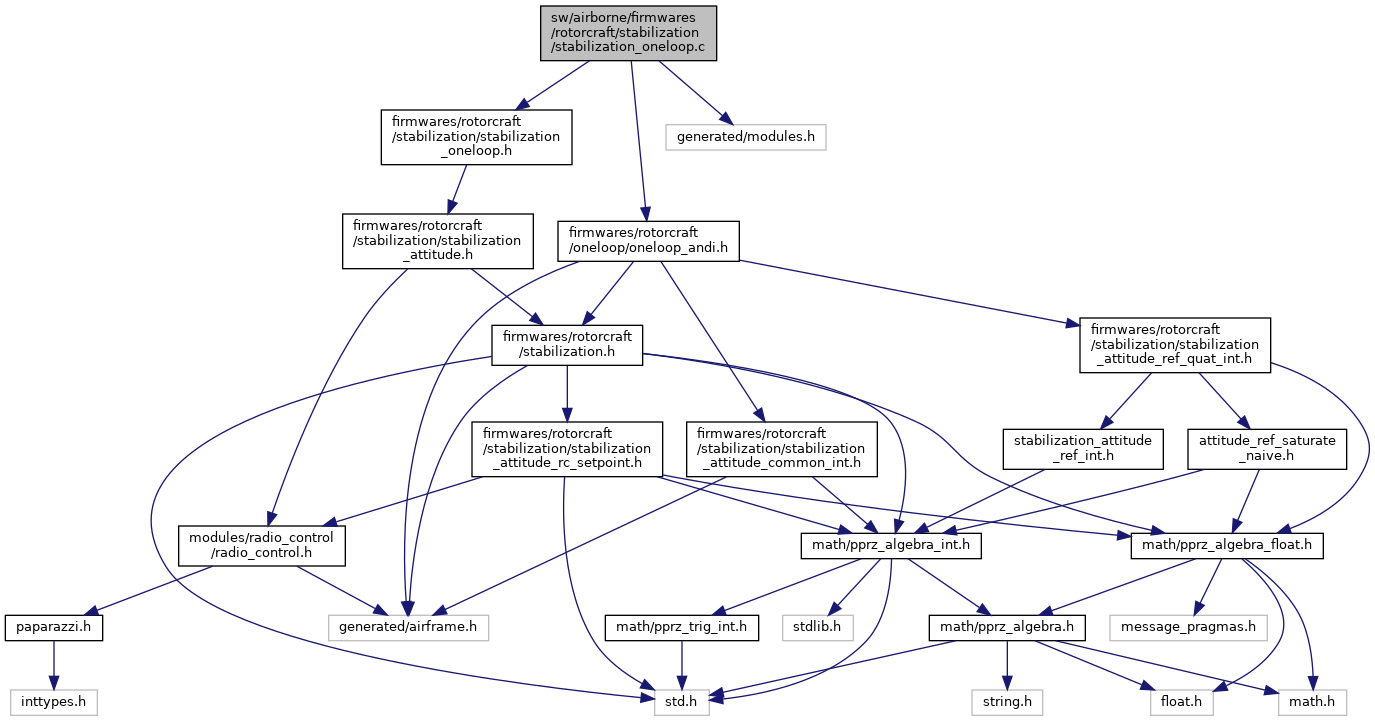 sw/airborne/firmwares
/rotorcraft/stabilization
/stabilization_oneloop.c
firmwares/rotorcraft
/stabilization/stabilization
_oneloop.h
generated/modules.h
firmwares/rotorcraft
/stabilization/stabilization
_attitude.h
firmwares/rotorcraft
/oneloop/oneloop_andi.h
firmwares/rotorcraft
/stabilization.h
firmwares/rotorcraft
/stabilization/stabilization
_attitude_ref_quat_int.h
firmwares/rotorcraft
/stabilization/stabilization
_attitude_rc_setpoint.h
firmwares/rotorcraft
/stabilization/stabilization
_attitude_common_int.h
stabilization_attitude
_ref_int.h
attitude_ref_saturate
_naive.h
modules/radio_control
/radio_control.h
math/pprz_algebra_int.h
math/pprz_algebra_float.h
paparazzi.h
generated/airframe.h
math/pprz_trig_int.h
stdlib.h
math/pprz_algebra.h
message_pragmas.h
inttypes.h
std.h
string.h
float.h
math.h